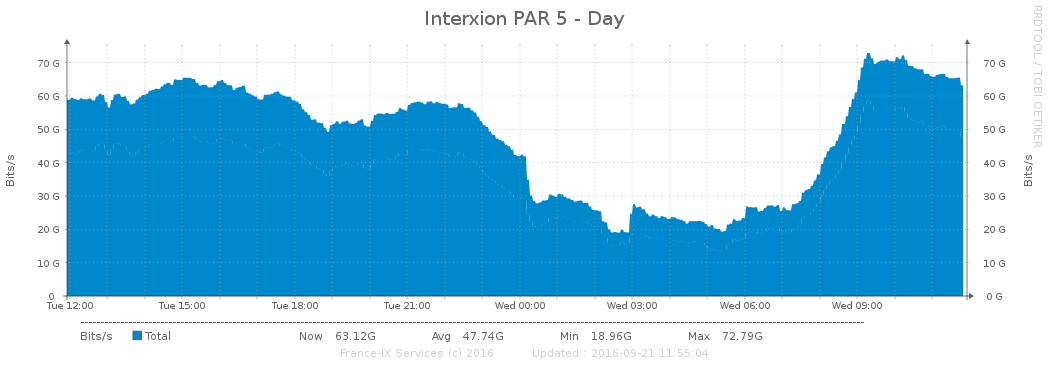 Interxion PAR 5 - Day
RRDTOOL / TOBI OETIKER
Bits/s
70 G
60 G
50 G
40 G
30 G
20 G
10 G
0
70 G
60 G
50 G
40 G
30 G
20 G
10 G
0 G
Bits/s
Tue 12:00 Tue 15:00 Tue 18:00 Tue 21:00 Wed 00:00 Wed 03:00 Wed 06:00 Wed 09:00
Bits/s Total Now 63.12G Avg 47.74G Min 18.96G Max 72.79G
France-IX Services (c) 2016 Updated : 2016-09-21 11:55:04